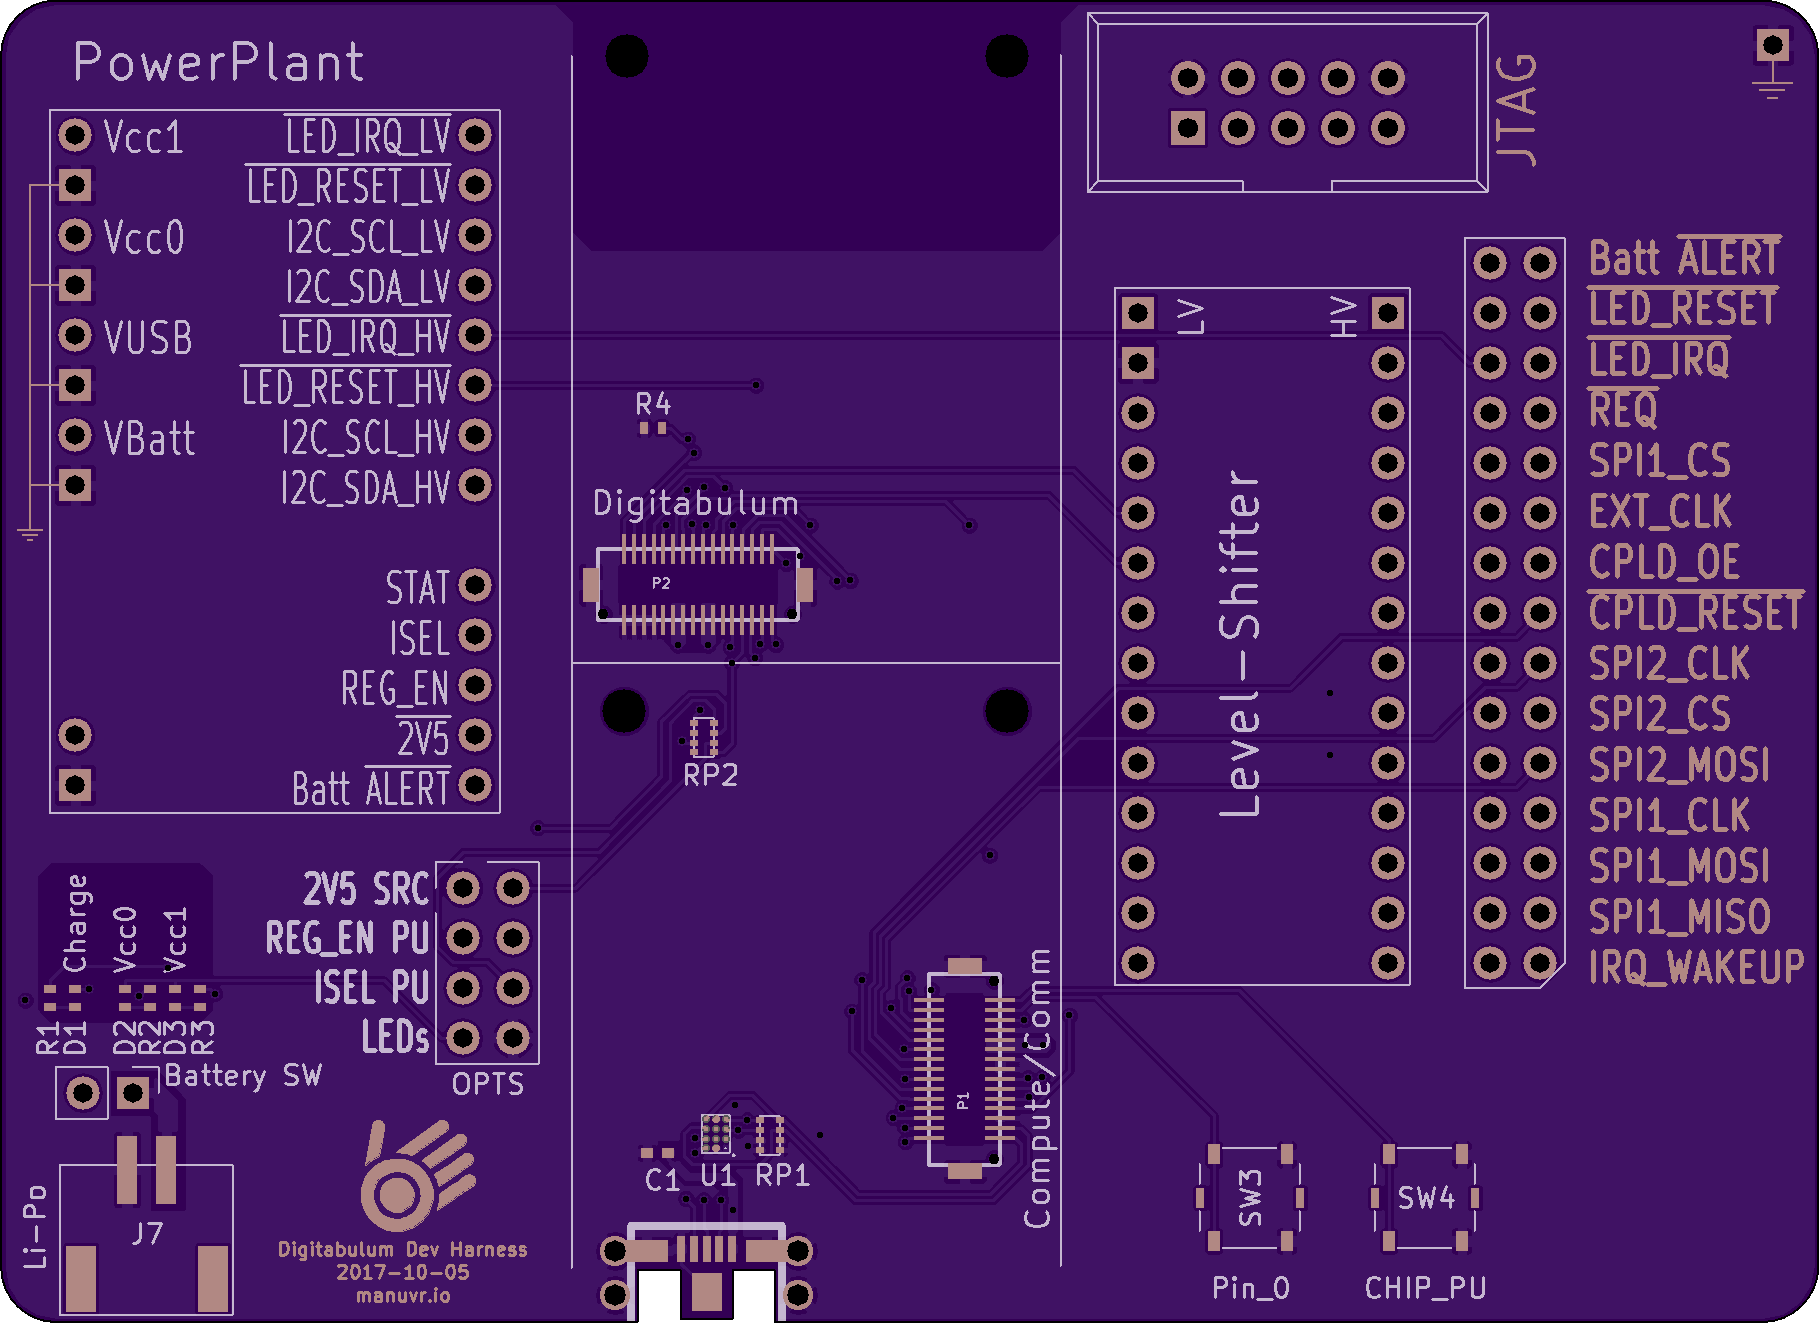 PowerPlant
Vcc1
Vcc0
VUSB
VBatt
LED_IRQ_LV
LED_RESET_LV
I2C_SCL_LV
I2C_SDA_LV
LED_IRQ_HV
LED_RESET_HV
I2C_SCL_HV
I2C_SDA_HV
STAT
ISEL
REG_EN
2V5
Batt ALERT
R4
Digitabulum
P2
RP2
JTAG
LV
HV
Level-Shifter
Batt ALERT
LED_RESET
LED_IRQ
REQ
SPI1_CS
EXT_CLK
CPLD_OE
CPLD_RESET
SPI2_CLK
SPI2_CS
SPI2_MOSI
SPI1_CLK
SPI1_MOSI
SPI1_MISO
IRQ_WAKEUP
Charge
Vcc0
Vcc1
R1
D1
D2
R2
D3
R3
2V5 SRC
REG_EN PU
ISEL PU
LEDs
OPTS
Battery SW
Li-Po
J7
Digitabulum Dev Harness
2017-10-05
manuvr.io
C1
U1
RP1
P1
Compute/Comm
SW3
Pin_0
SW4
CHIP_PU